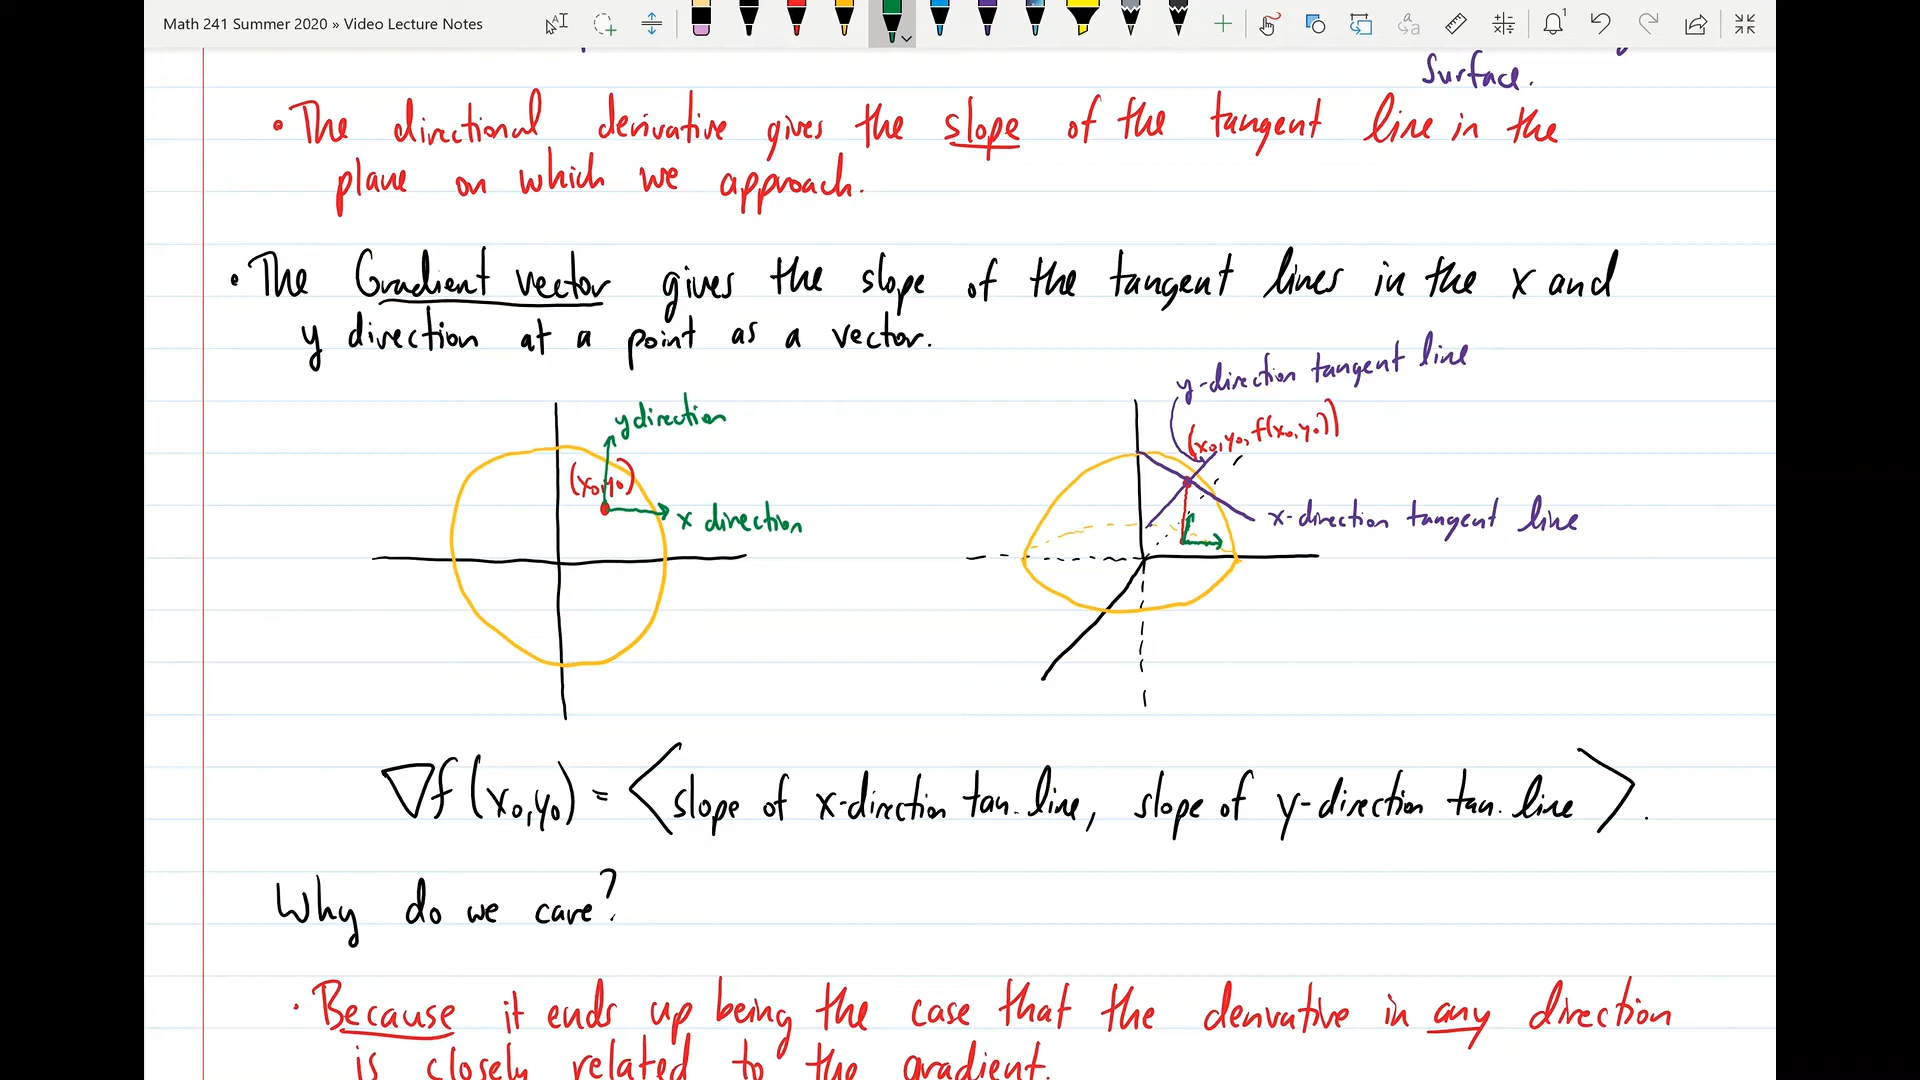 Math 241 Summer 2020 » Video Lecture Notes
Surface.
• The directional derivative gives the slope of the tangent line in the
plane on which we approach.
• The Gradient vector gives the slope of the tangent lines in the x and
y direction at a point as a vector.
y-direction tangent line
y direction
(x₀,y₀,f(x₀,y₀))
(x₀,y₀)
x direction
x-direction tangent line
∇f(x₀,y₀) = <slope of x-direction tan. line, slope of y-direction tan. line>.
Why do we care?
• Because it ends up being the case that the derivative in any direction
is closely related to the gradient.